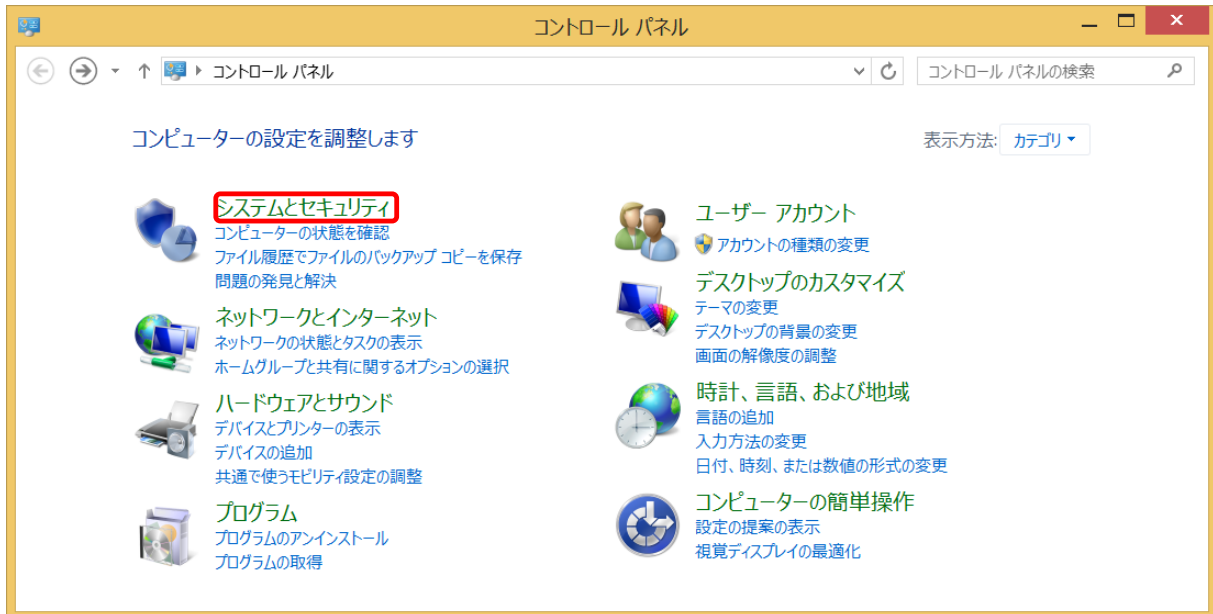 コントロール パネル
コントロール パネル
コントロール パネルの検索
コンピューターの設定を調整します
表示方法: カテゴリ
システムとセキュリティ
コンピューターの状態を確認
ファイル履歴でファイルのバックアップ コピーを保存
問題の発見と解決
ネットワークとインターネット
ネットワークの状態とタスクの表示
ホームグループと共有に関するオプションの選択
ハードウェアとサウンド
デバイスとプリンターの表示
デバイスの追加
共通で使うモビリティ設定の調整
プログラム
プログラムのアンインストール
プログラムの取得
ユーザー アカウント
アカウントの種類の変更
デスクトップのカスタマイズ
テーマの変更
デスクトップの背景の変更
画面の解像度の調整
時計、言語、および地域
言語の追加
入力方法の変更
日付、時刻、または数値の形式の変更
コンピューターの簡単操作
設定の提案の表示
視覚ディスプレイの最適化